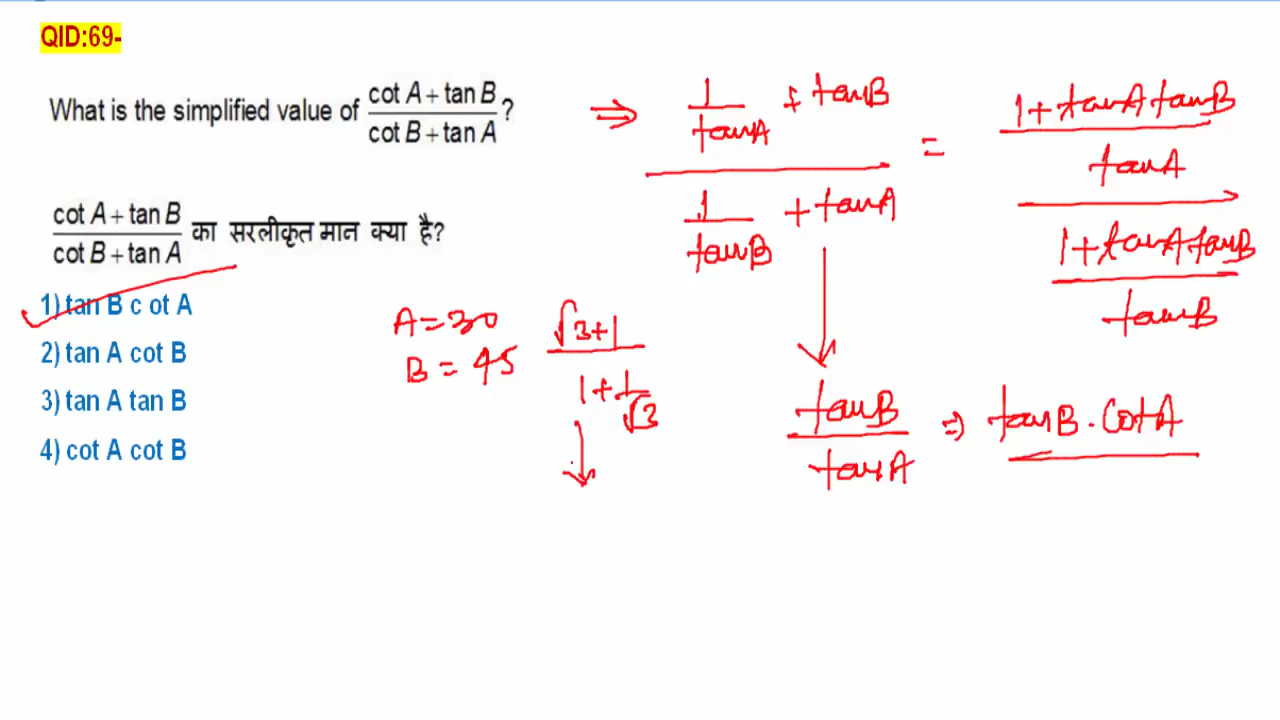 QID:69-
What is the simplified value of (cot A + tan B)/(cot B + tan A)?
(cot A + tan B)/(cot B + tan A) का सरलीकृत मान क्या है?
1) tan B c ot A
2) tan A cot B
3) tan A tan B
4) cot A cot B
⇒ (1/tanA + tanB)/(1/tanB + tanA) = ((1+tanA tanB)/tanA)/((1+tanA tanB)/tanB)
A=30
B=45
(√3+1)/(1+1/√3)
tanB/tanA ⇒ tanB · cotA